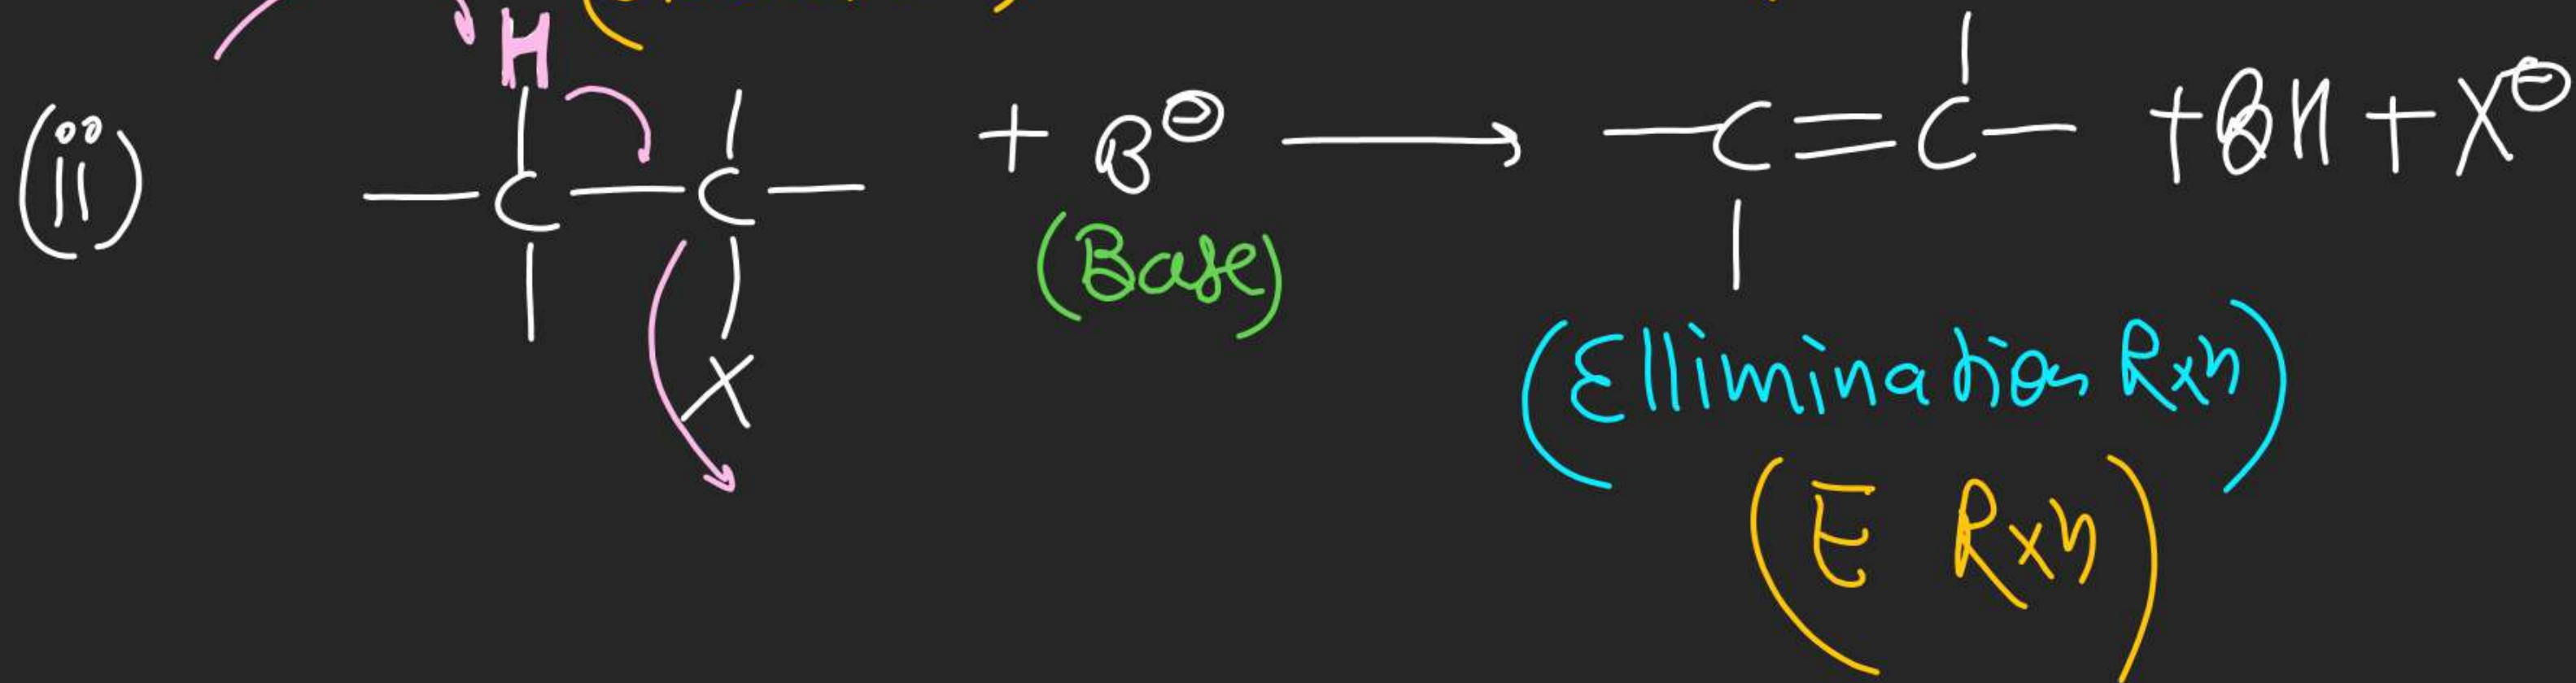 H
(ii) — C — C — + B⊖ ⟶ — C = C — + BH + X⊖
(Base)
X
(Ellimination Rxn)
(E Rxn)